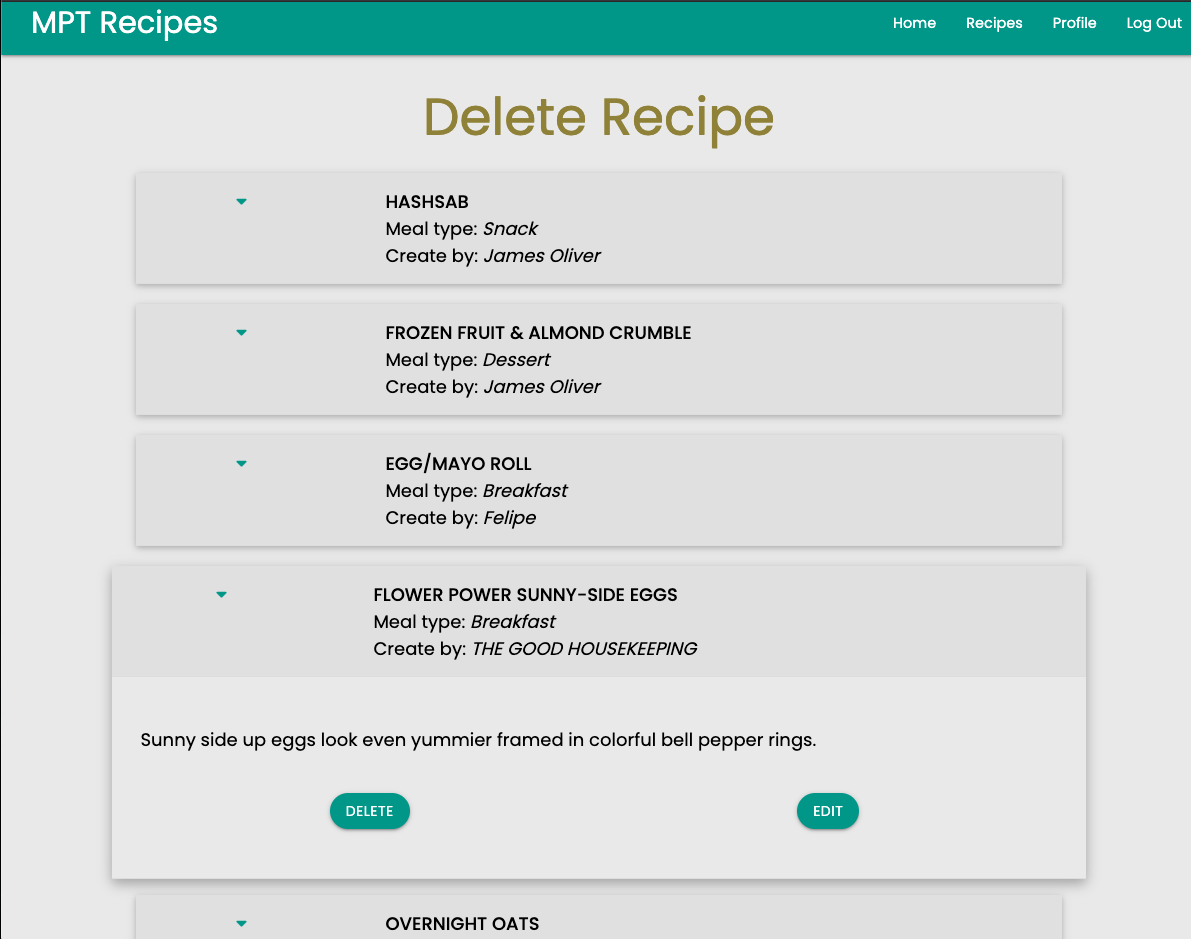 MPT Recipes
Home Recipes Profile Log Out
Delete Recipe
HASHSAB
Meal type: Snack
Create by: James Oliver
FROZEN FRUIT & ALMOND CRUMBLE
Meal type: Dessert
Create by: James Oliver
EGG/MAYO ROLL
Meal type: Breakfast
Create by: Felipe
FLOWER POWER SUNNY-SIDE EGGS
Meal type: Breakfast
Create by: THE GOOD HOUSEKEEPING
Sunny side up eggs look even yummier framed in colorful bell pepper rings.
DELETE EDIT
OVERNIGHT OATS